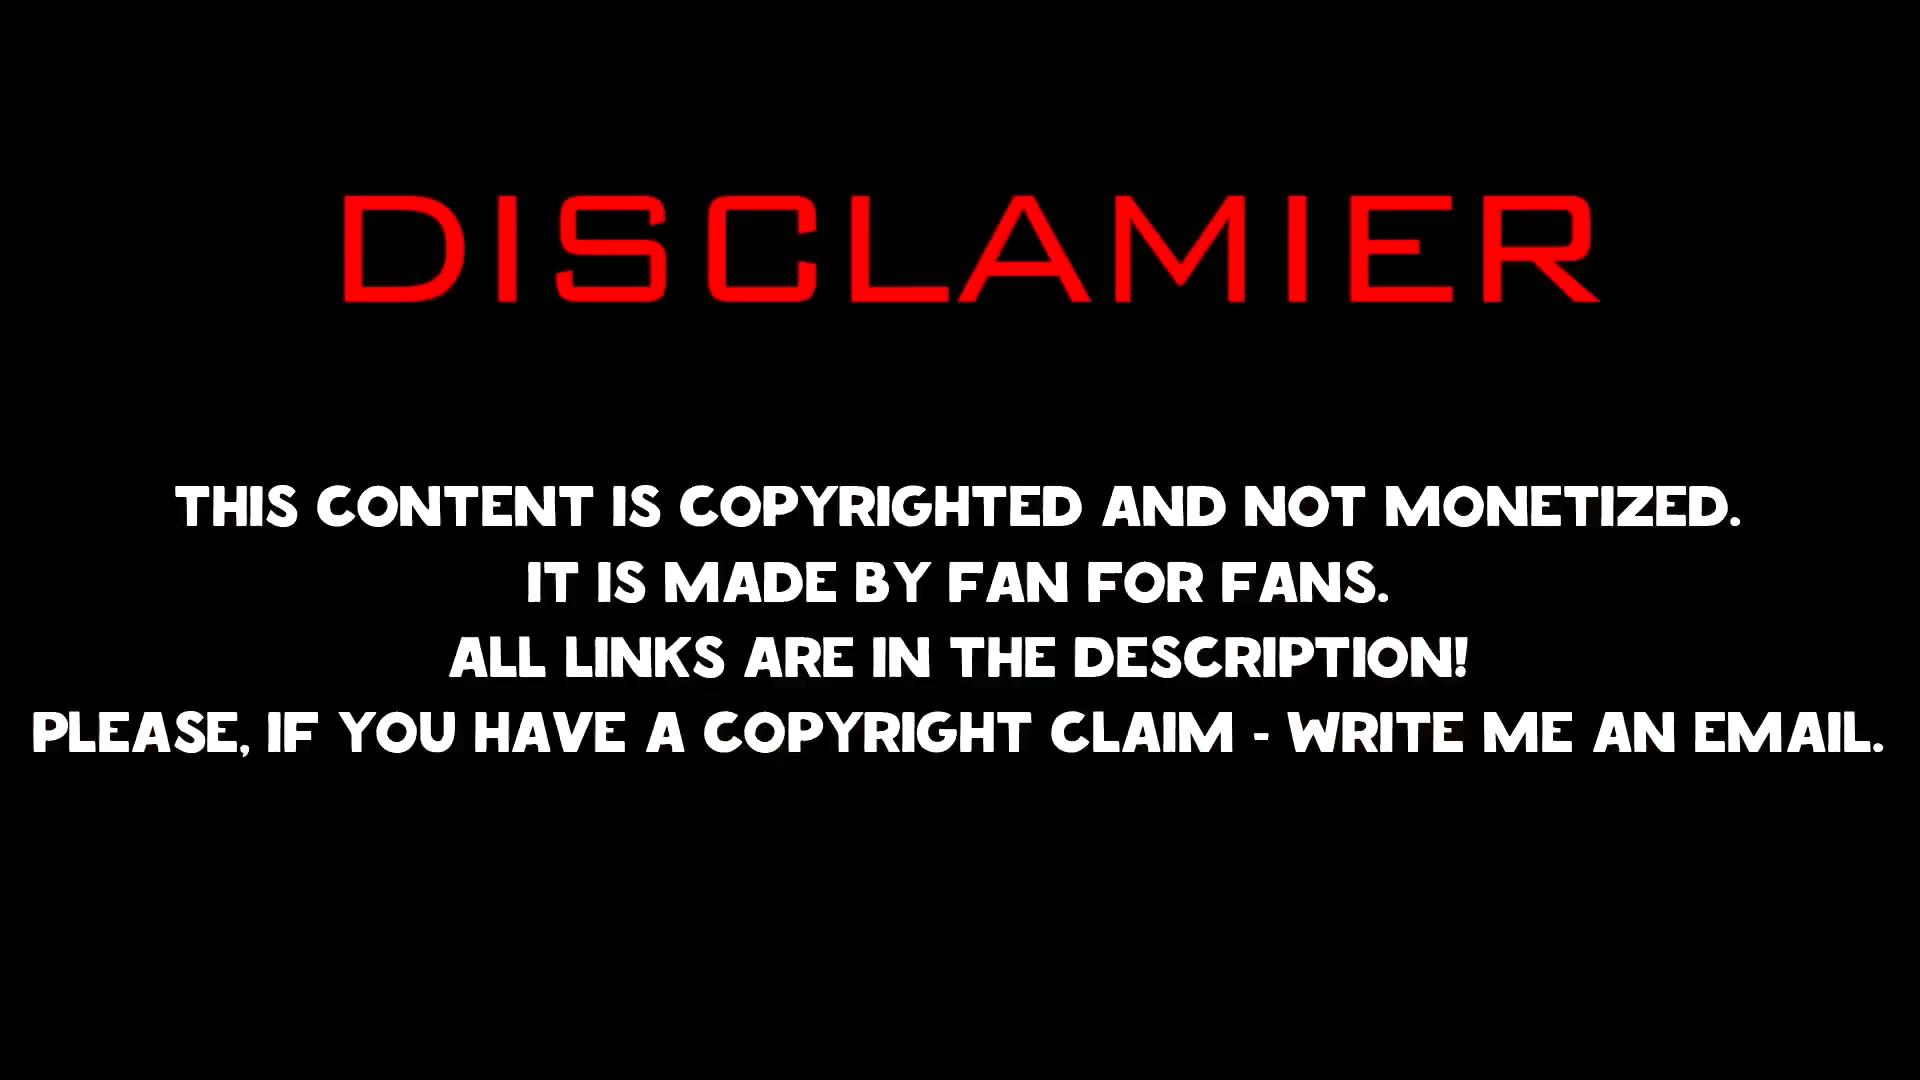 DISCLAMIER
THIS CONTENT IS COPYRIGHTED AND NOT MONETIZED.
IT IS MADE BY FAN FOR FANS.
ALL LINKS ARE IN THE DESCRIPTION!
PLEASE, IF YOU HAVE A COPYRIGHT CLAIM - WRITE ME AN EMAIL.